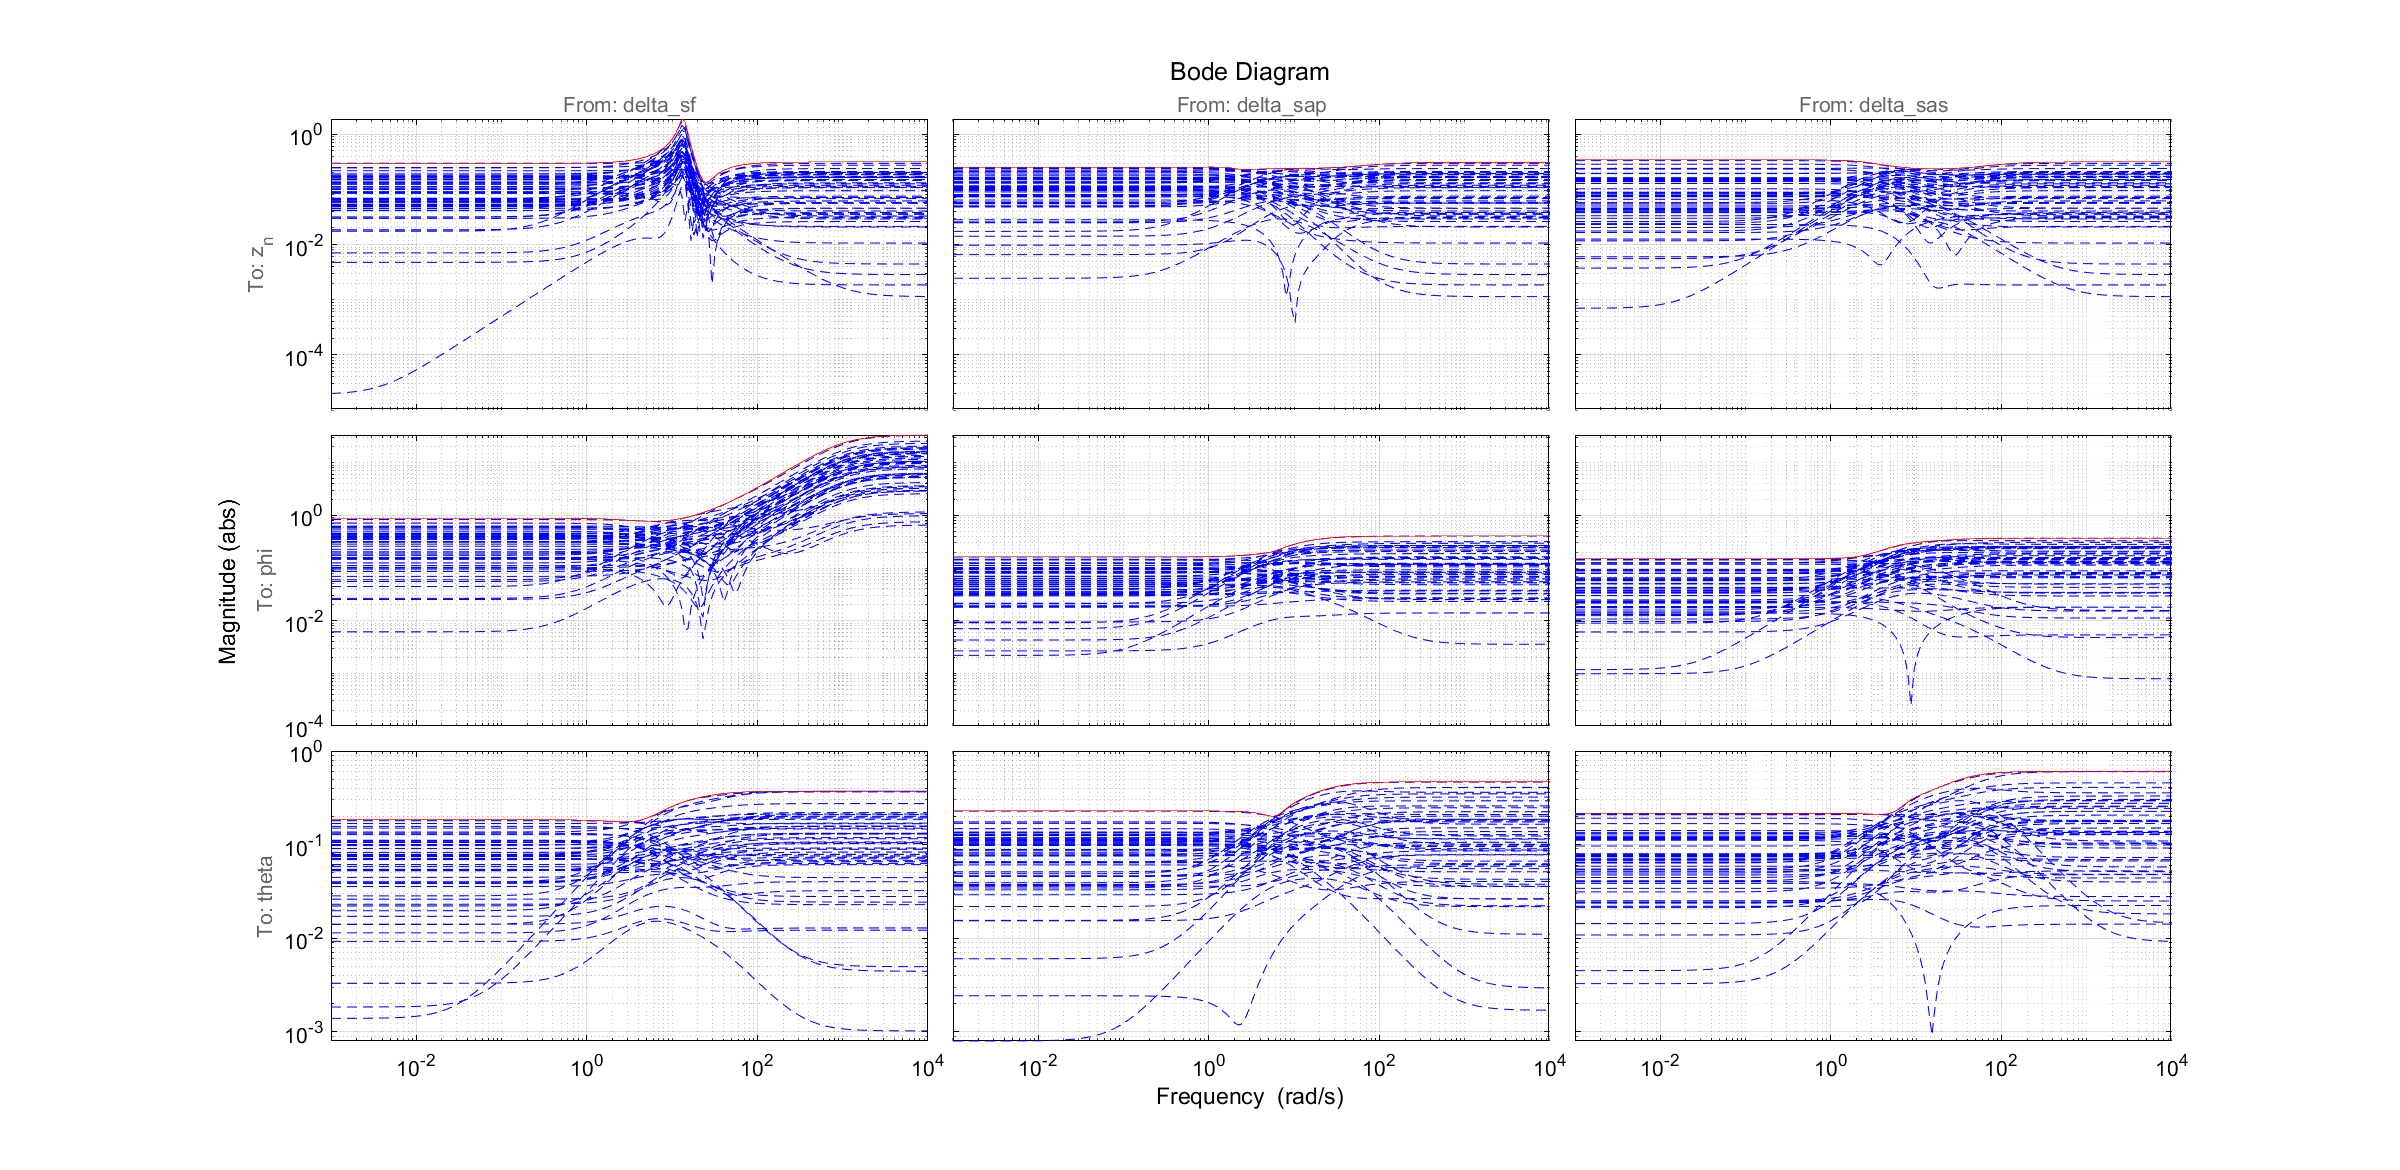 Bode Diagram
From: delta_sf
From: delta_sap
From: delta_sas
To: z_n
10^0
10^-2
10^-4
Magnitude (abs)
To: phi
10^0
10^-2
10^-4
To: theta
10^0
10^-1
10^-2
10^-3
10^-2 10^0 10^2 10^4
10^-2 10^0 10^2 10^4
10^-2 10^0 10^2 10^4
Frequency (rad/s)